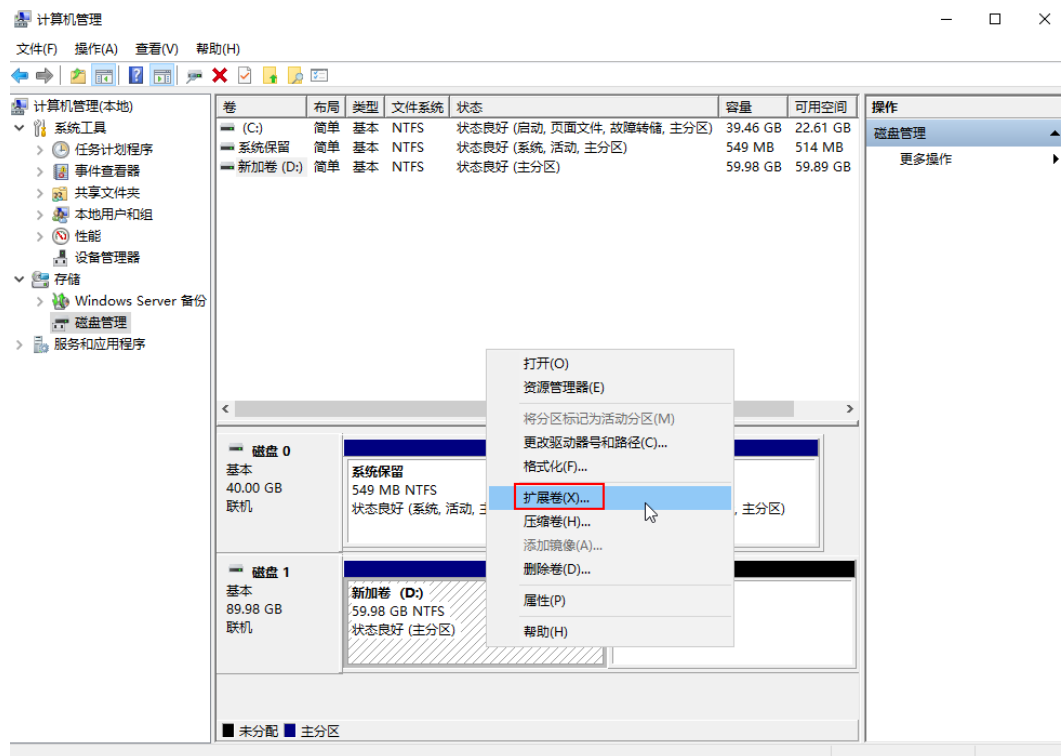 计算机管理
文件(F) 操作(A) 查看(V) 帮助(H)
计算机管理(本地)
系统工具
任务计划程序
事件查看器
共享文件夹
本地用户和组
性能
设备管理器
存储
Windows Server 备份
磁盘管理
服务和应用程序
卷 布局 类型 文件系统 状态 容量 可用空间
(C:) 简单 基本 NTFS 状态良好 (启动, 页面文件, 故障转储, 主分区) 39.46 GB 22.61 GB
系统保留 简单 基本 NTFS 状态良好 (系统, 活动, 主分区) 549 MB 514 MB
新加卷 (D:) 简单 基本 NTFS 状态良好 (主分区) 59.98 GB 59.89 GB
操作
磁盘管理
更多操作
打开(O)
资源管理器(E)
将分区标记为活动分区(M)
更改驱动器号和路径(C)...
格式化(F)...
扩展卷(X)...
压缩卷(H)...
添加镜像(A)...
删除卷(D)...
属性(P)
帮助(H)
磁盘 0
基本
40.00 GB
联机
系统保留
549 MB NTFS
状态良好 (系统, 活动, 主
, 主分区)
磁盘 1
基本
89.98 GB
联机
新加卷 (D:)
59.98 GB NTFS
状态良好 (主分区)
未分配 主分区